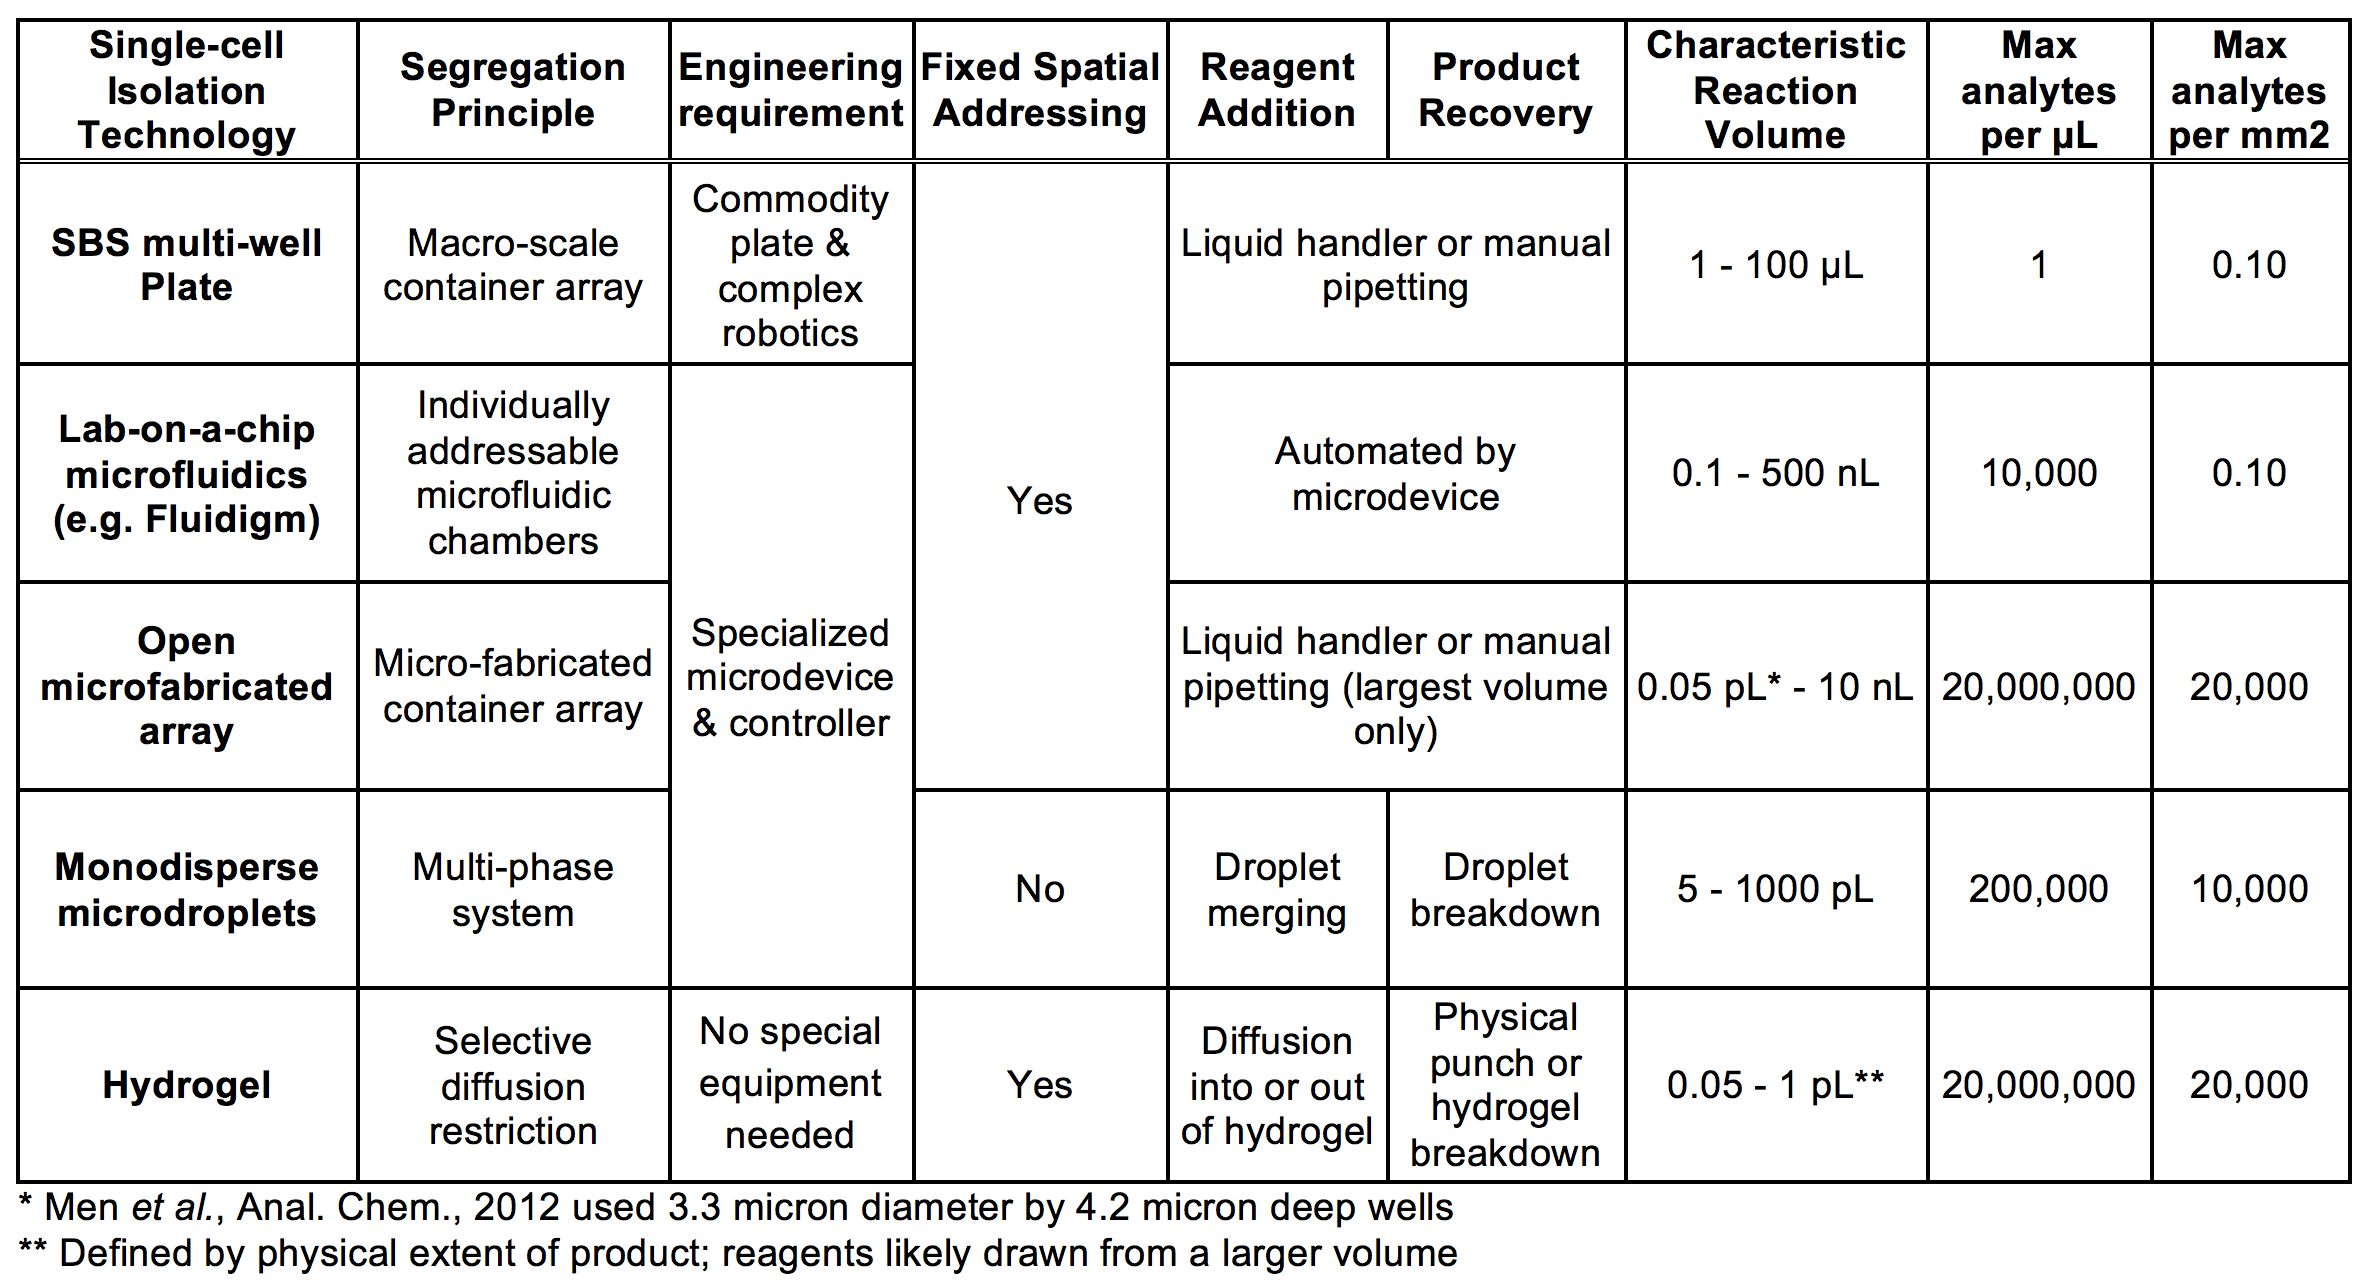 Single-cell
Isolation
Technology
Segregation
Principle
Engineering
requirement
Fixed Spatial
Addressing
Reagent
Addition
Product
Recovery
Characteristic
Reaction
Volume
Max
analytes
per µL
Max
analytes
per mm2
SBS multi-well
Plate
Macro-scale
container array
Commodity
plate &
complex
robotics
Yes
Liquid handler or manual
pipetting
1 - 100 µL
1
0.10
Lab-on-a-chip
microfluidics
(e.g. Fluidigm)
Individually
addressable
microfluidic
chambers
Specialized
microdevice
& controller
Automated by
microdevice
0.1 - 500 nL
10,000
0.10
Open
microfabricated
array
Micro-fabricated
container array
Liquid handler or manual
pipetting (largest volume
only)
0.05 pL* - 10 nL
20,000,000
20,000
Monodisperse
microdroplets
Multi-phase
system
No
Droplet
merging
Droplet
breakdown
5 - 1000 pL
200,000
10,000
Hydrogel
Selective
diffusion
restriction
No special
equipment
needed
Yes
Diffusion
into or out
of hydrogel
Physical
punch or
hydrogel
breakdown
0.05 - 1 pL**
20,000,000
20,000
* Men et al., Anal. Chem., 2012 used 3.3 micron diameter by 4.2 micron deep wells
** Defined by physical extent of product; reagents likely drawn from a larger volume